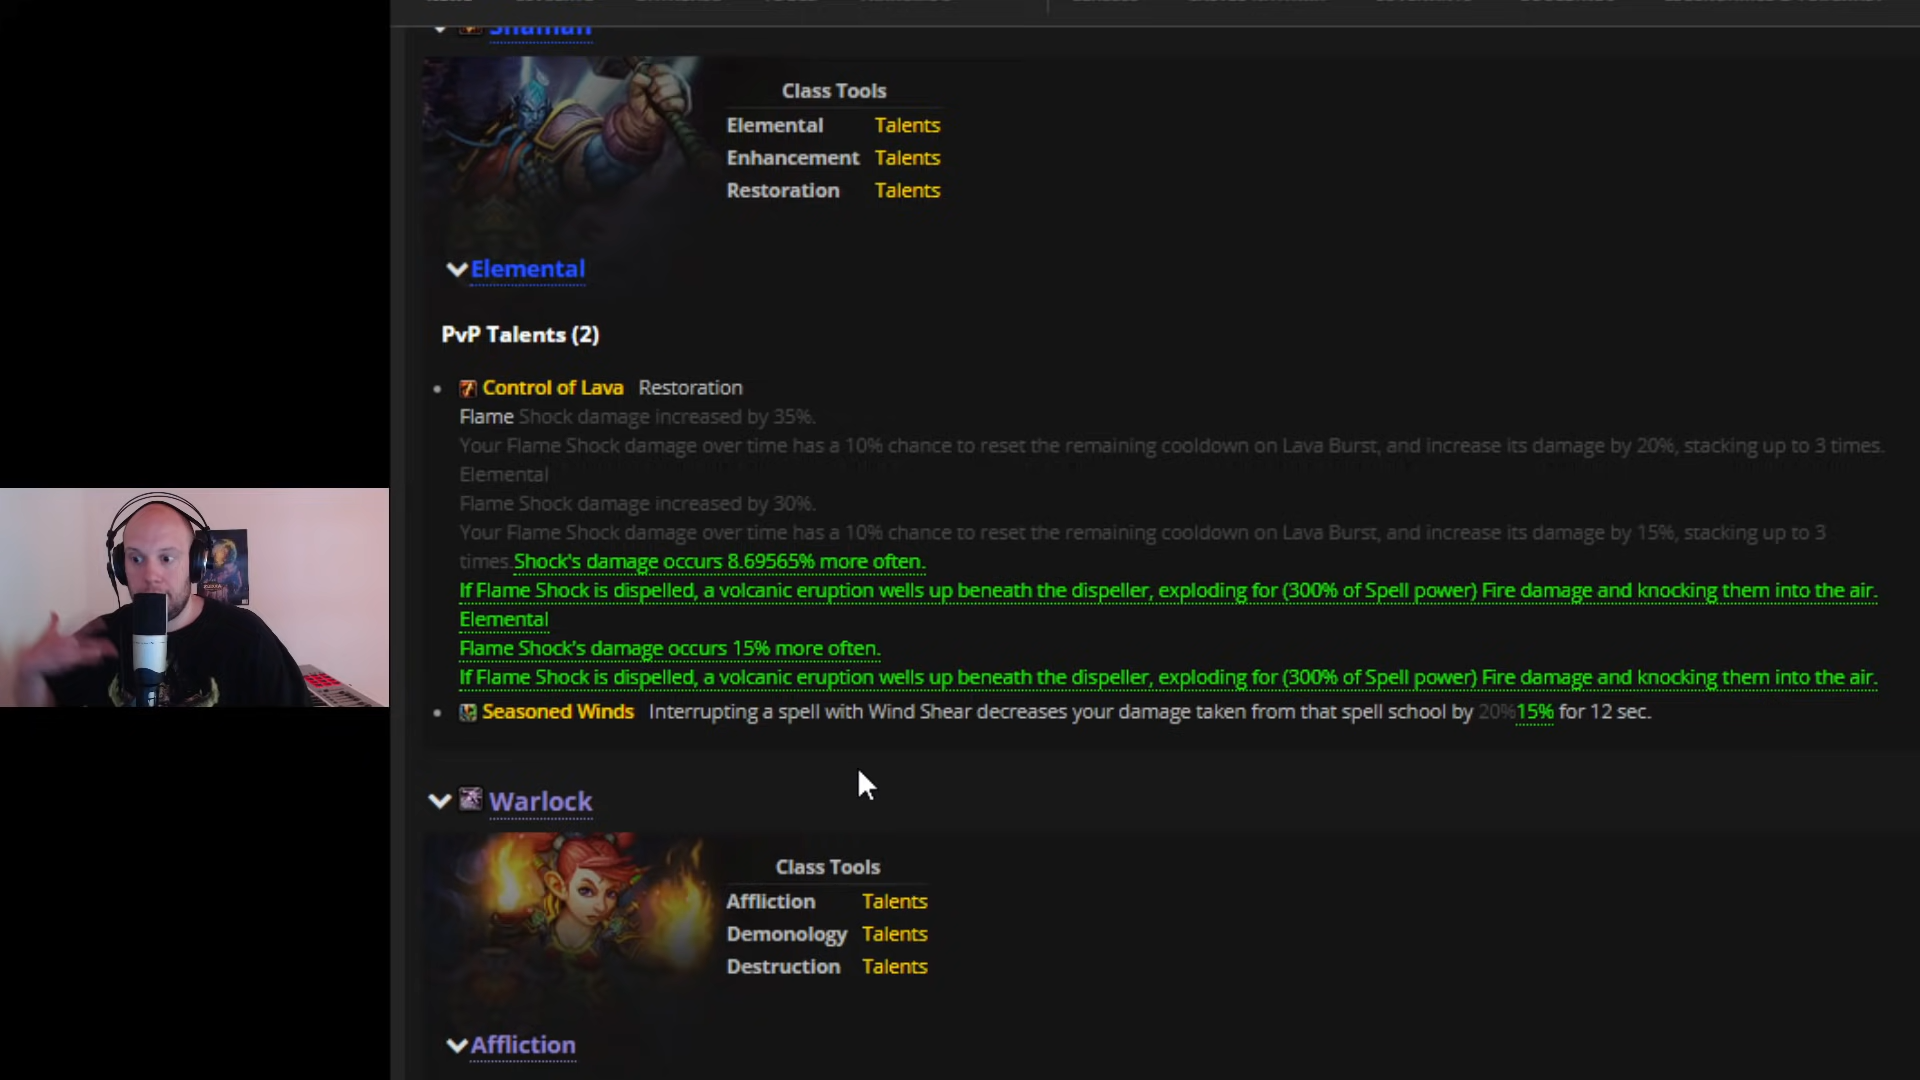 Shaman
Class Tools
Elemental Talents
Enhancement Talents
Restoration Talents
Elemental
PvP Talents (2)
Control of Lava Restoration
Flame Shock damage increased by 35%.
Your Flame Shock damage over time has a 10% chance to reset the remaining cooldown on Lava Burst, and increase its damage by 20%, stacking up to 3 times.
Elemental
Flame Shock damage increased by 30%.
Your Flame Shock damage over time has a 10% chance to reset the remaining cooldown on Lava Burst, and increase its damage by 15%, stacking up to 3
times.Shock's damage occurs 8.69565% more often.
If Flame Shock is dispelled, a volcanic eruption wells up beneath the dispeller, exploding for (300% of Spell power) Fire damage and knocking them into the air.
Elemental
Flame Shock's damage occurs 15% more often.
If Flame Shock is dispelled, a volcanic eruption wells up beneath the dispeller, exploding for (300% of Spell power) Fire damage and knocking them into the air.
Seasoned Winds Interrupting a spell with Wind Shear decreases your damage taken from that spell school by 20%15% for 12 sec.
Warlock
Class Tools
Affliction Talents
Demonology Talents
Destruction Talents
Affliction